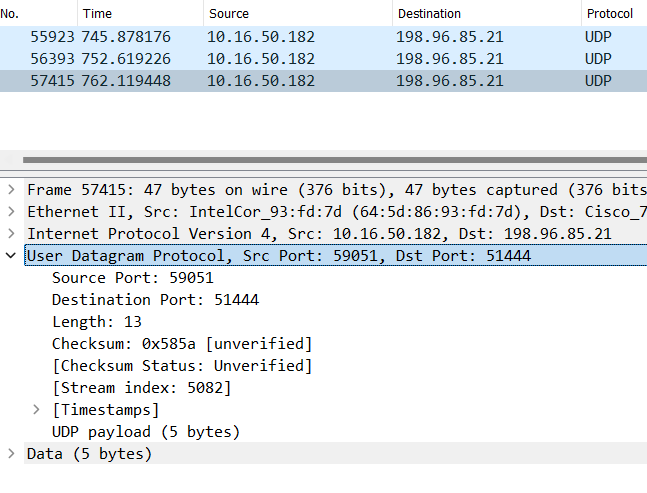 No. Time Source Destination Protocol
55923 745.878176 10.16.50.182 198.96.85.21 UDP
56393 752.619226 10.16.50.182 198.96.85.21 UDP
57415 762.119448 10.16.50.182 198.96.85.21 UDP
Frame 57415: 47 bytes on wire (376 bits), 47 bytes captured (376 bits
Ethernet II, Src: IntelCor_93:fd:7d (64:5d:86:93:fd:7d), Dst: Cisco_7
Internet Protocol Version 4, Src: 10.16.50.182, Dst: 198.96.85.21
User Datagram Protocol, Src Port: 59051, Dst Port: 51444
Source Port: 59051
Destination Port: 51444
Length: 13
Checksum: 0x585a [unverified]
[Checksum Status: Unverified]
[Stream index: 5082]
[Timestamps]
UDP payload (5 bytes)
Data (5 bytes)